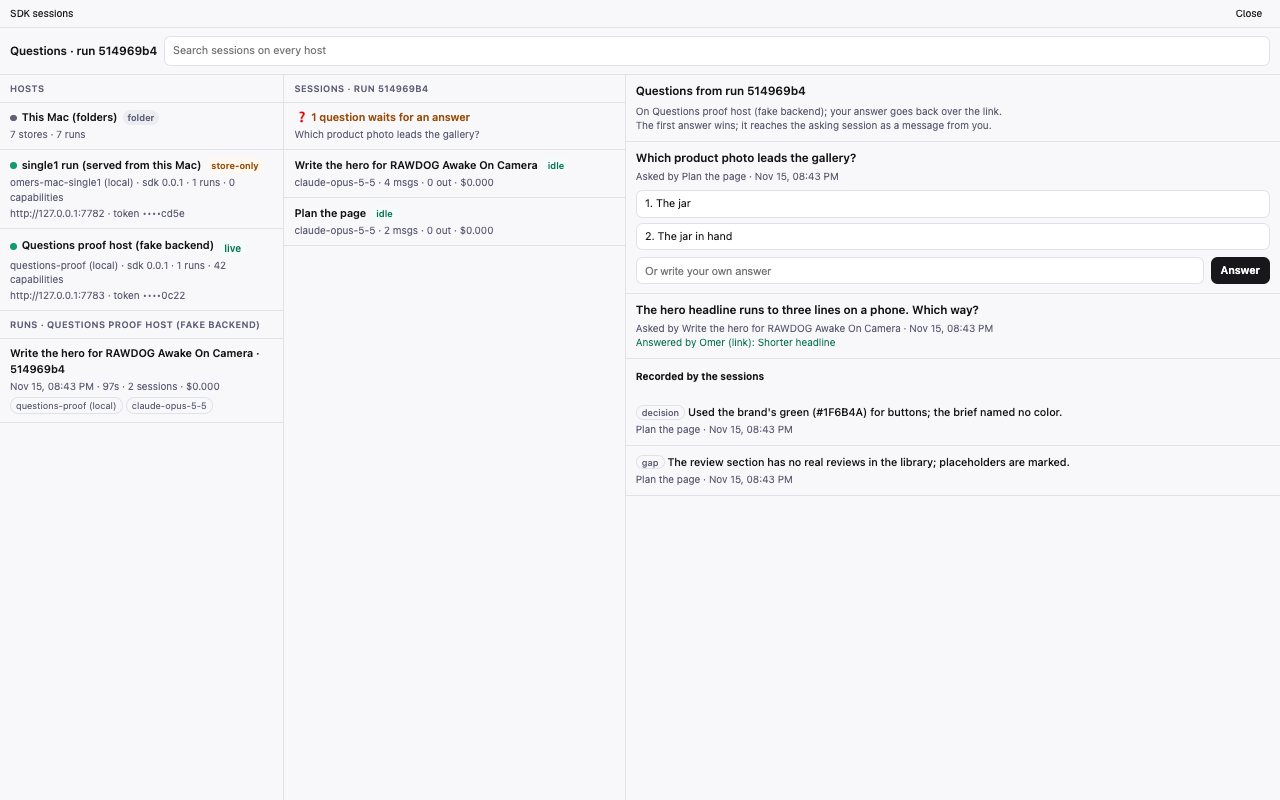 SDK sessions
Close
Questions · run 514969b4
Search sessions on every host
HOSTS
This Mac (folders) folder
7 stores · 7 runs
single1 run (served from this Mac) store-only
omers-mac-single1 (local) · sdk 0.0.1 · 1 runs · 0
capabilities
http://127.0.0.1:7782 · token ••••cd5e
Questions proof host (fake backend) live
questions-proof (local) · sdk 0.0.1 · 1 runs · 42
capabilities
http://127.0.0.1:7783 · token ••••0c22
RUNS · QUESTIONS PROOF HOST (FAKE BACKEND)
Write the hero for RAWDOG Awake On Camera ·
514969b4
Nov 15, 08:43 PM · 97s · 2 sessions · $0.000
questions-proof (local) claude-opus-5-5
SESSIONS · RUN 514969B4
❓ 1 question waits for an answer
Which product photo leads the gallery?
Write the hero for RAWDOG Awake On Camera idle
claude-opus-5-5 · 4 msgs · 0 out · $0.000
Plan the page idle
claude-opus-5-5 · 2 msgs · 0 out · $0.000
Questions from run 514969b4
On Questions proof host (fake backend); your answer goes back over the link.
The first answer wins; it reaches the asking session as a message from you.
Which product photo leads the gallery?
Asked by Plan the page · Nov 15, 08:43 PM
1. The jar
2. The jar in hand
Or write your own answer
Answer
The hero headline runs to three lines on a phone. Which way?
Asked by Write the hero for RAWDOG Awake On Camera · Nov 15, 08:43 PM
Answered by Omer (link): Shorter headline
Recorded by the sessions
decision Used the brand's green (#1F6B4A) for buttons; the brief named no color.
Plan the page · Nov 15, 08:43 PM
gap The review section has no real reviews in the library; placeholders are marked.
Plan the page · Nov 15, 08:43 PM